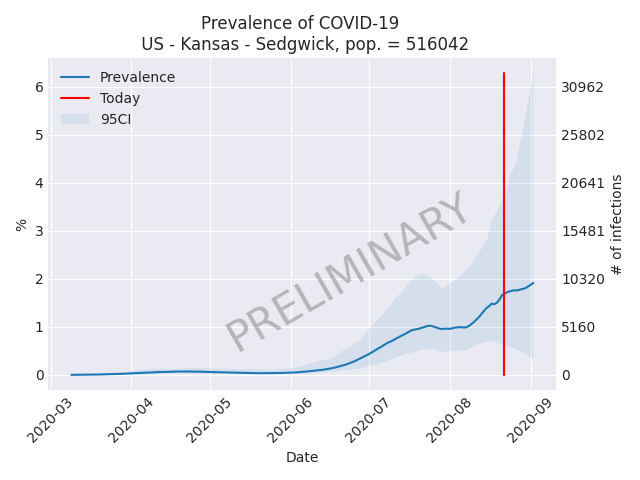 Prevalence of COVID-19
US - Kansas - Sedgwick, pop. = 516042
Prevalence
Today
95CI
6
5
4
3
2
1
0
%
30962
25802
20641
15481
10320
5160
0
# of infections
PRELIMINARY
2020-03
2020-04
2020-05
2020-06
2020-07
2020-08
2020-09
Date